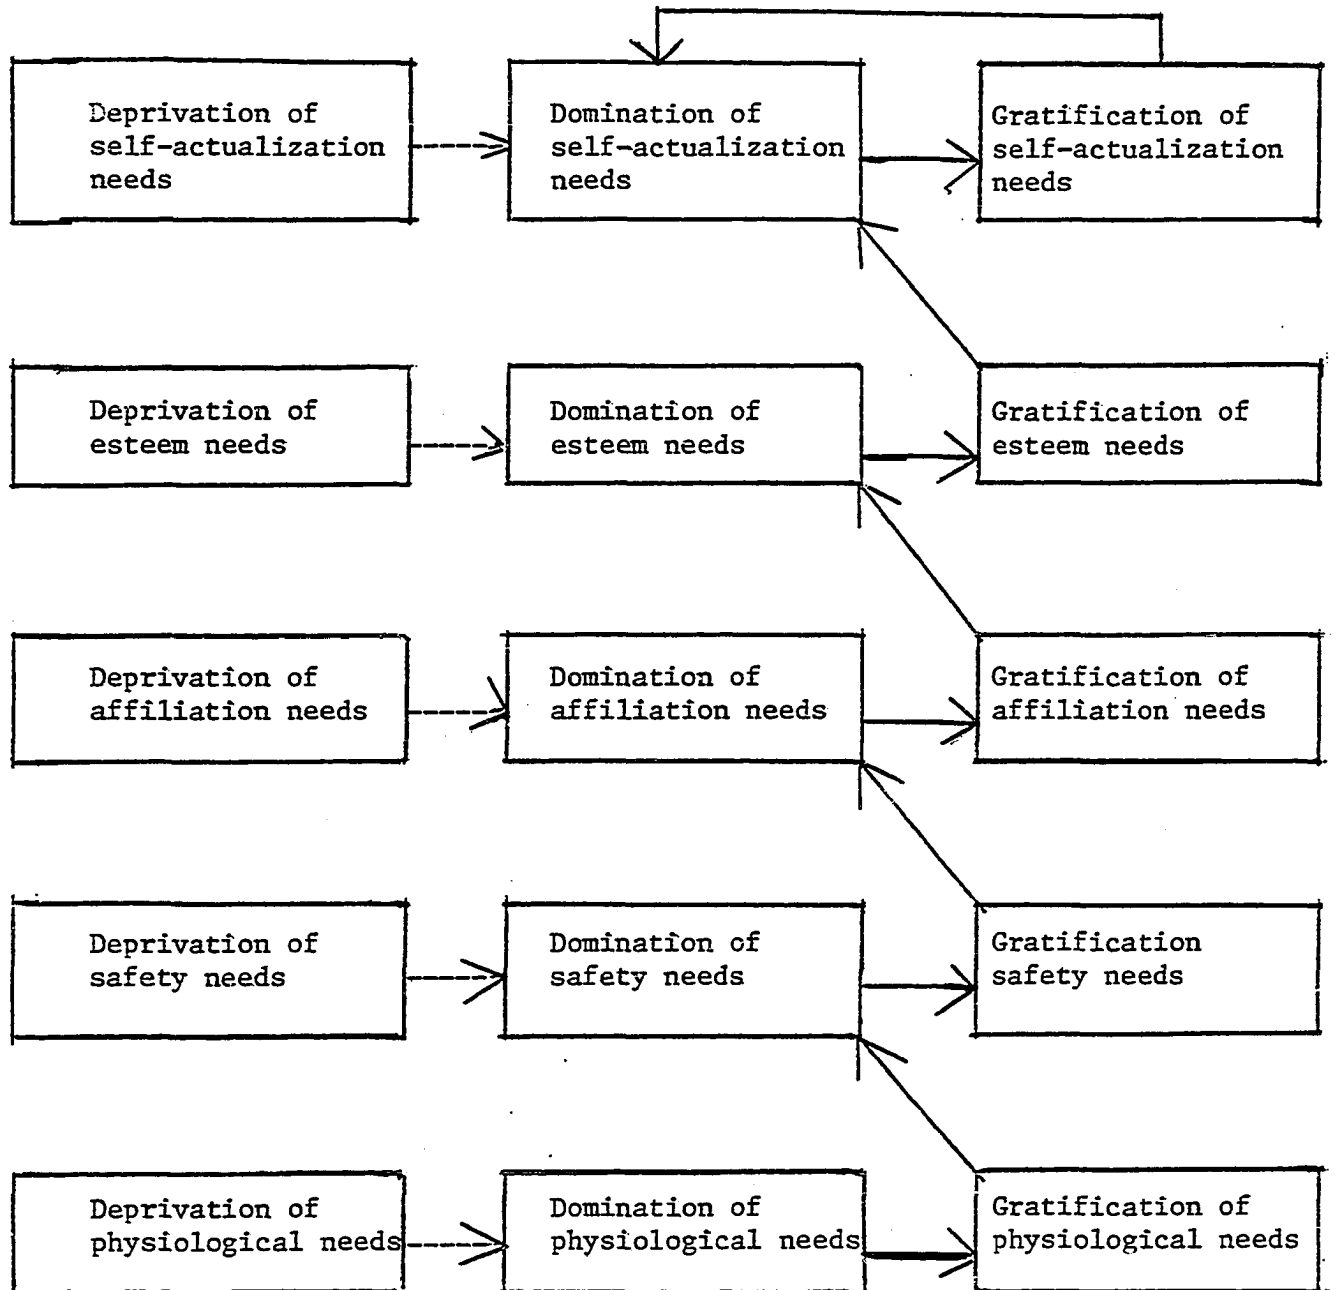 Deprivation of
self-actualization
needs
Domination of
self-actualization
needs
Gratification of
self-actualization
needs
Deprivation of
esteem needs
Domination of
esteem needs
Gratification of
esteem needs
Deprivation of
affiliation needs
Domination of
affiliation needs
Gratification of
affiliation needs
Deprivation of
safety needs
Domination of
safety needs
Gratification
safety needs
Deprivation of
physiological needs
Domination of
physiological needs
Gratification of
physiological needs